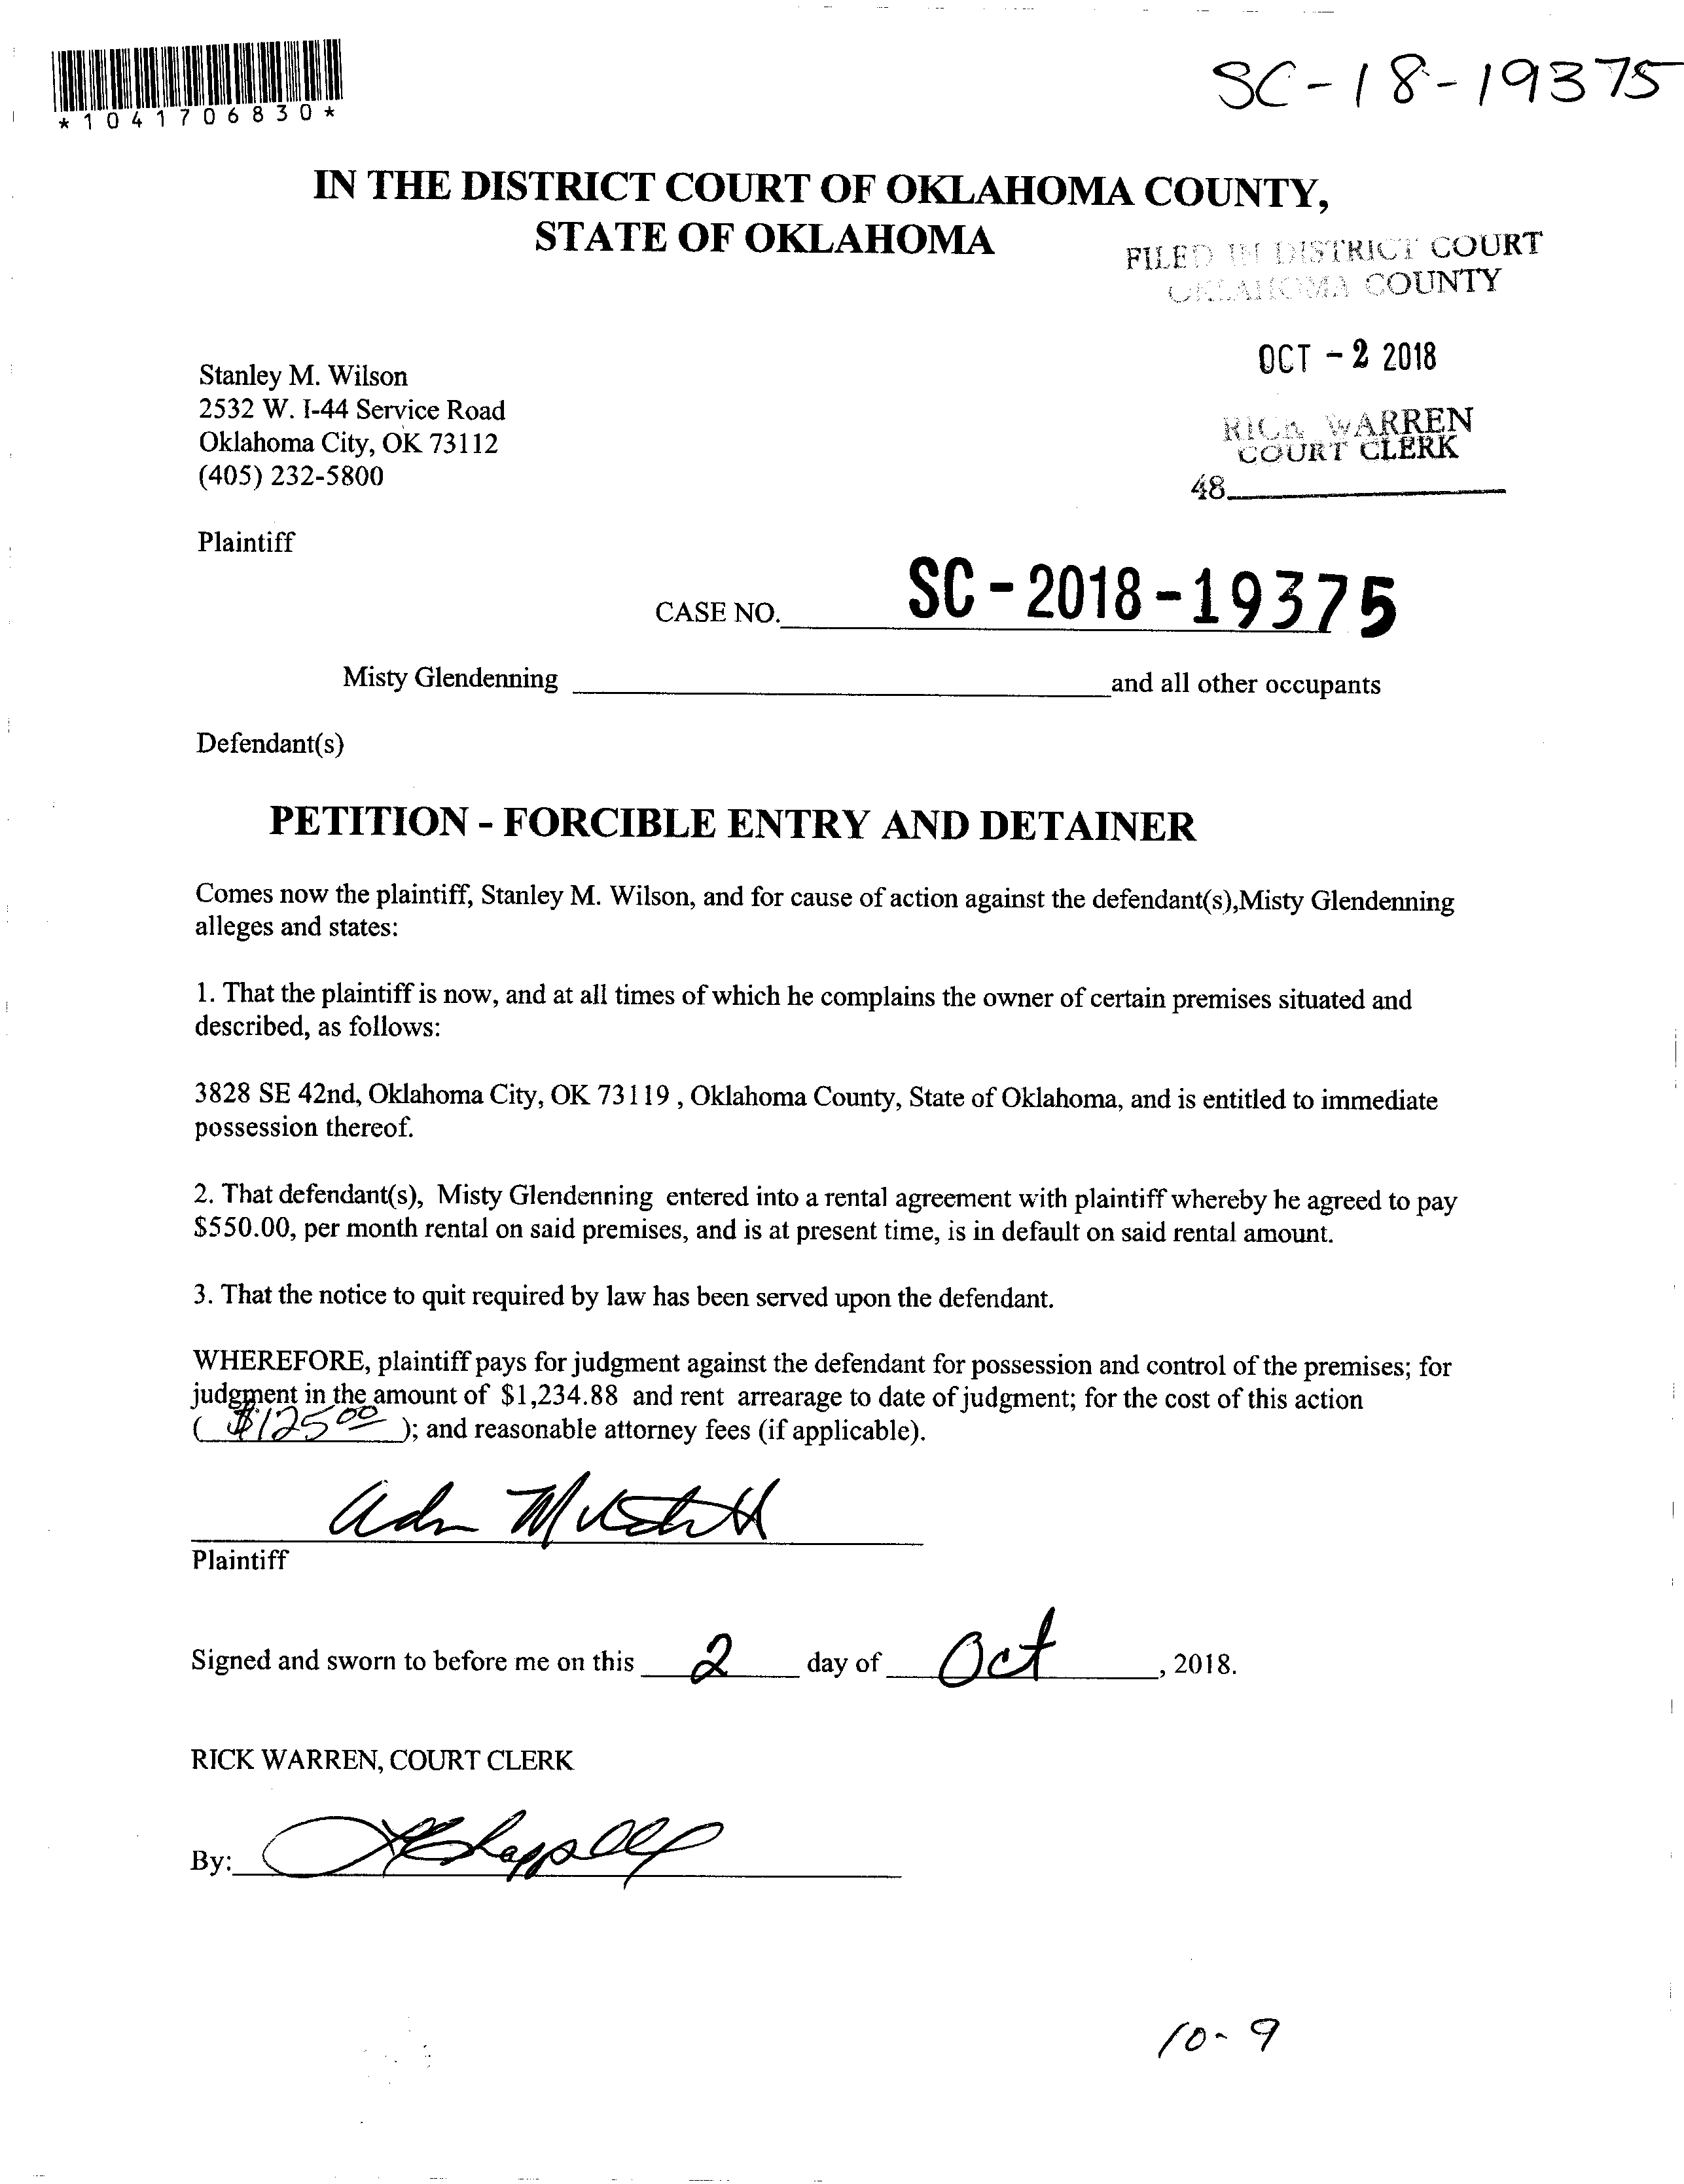 *1041706830*
SC-18-19375
IN THE DISTRICT COURT OF OKLAHOMA COUNTY,
STATE OF OKLAHOMA
FILED IN DISTRICT COURT
OKLAHOMA COUNTY
OCT - 2 2018
RICK WARREN
COURT CLERK
48
Stanley M. Wilson
2532 W. I-44 Service Road
Oklahoma City, OK 73112
(405) 232-5800
Plaintiff
CASE NO. SC-2018-19375
Misty Glendenning and all other occupants
Defendant(s)
PETITION - FORCIBLE ENTRY AND DETAINER
Comes now the plaintiff, Stanley M. Wilson, and for cause of action against the defendant(s),Misty Glendenning
alleges and states:
1. That the plaintiff is now, and at all times of which he complains the owner of certain premises situated and
described, as follows:
3828 SE 42nd, Oklahoma City, OK 73119 , Oklahoma County, State of Oklahoma, and is entitled to immediate
possession thereof.
2. That defendant(s), Misty Glendenning entered into a rental agreement with plaintiff whereby he agreed to pay
$550.00, per month rental on said premises, and is at present time, is in default on said rental amount.
3. That the notice to quit required by law has been served upon the defendant.
WHEREFORE, plaintiff pays for judgment against the defendant for possession and control of the premises; for
judgment in the amount of $1,234.88 and rent arrearage to date of judgment; for the cost of this action
( $125 00 ); and reasonable attorney fees (if applicable).
Plaintiff
Signed and sworn to before me on this 2 day of Oct , 2018.
RICK WARREN, COURT CLERK
By:
10-9